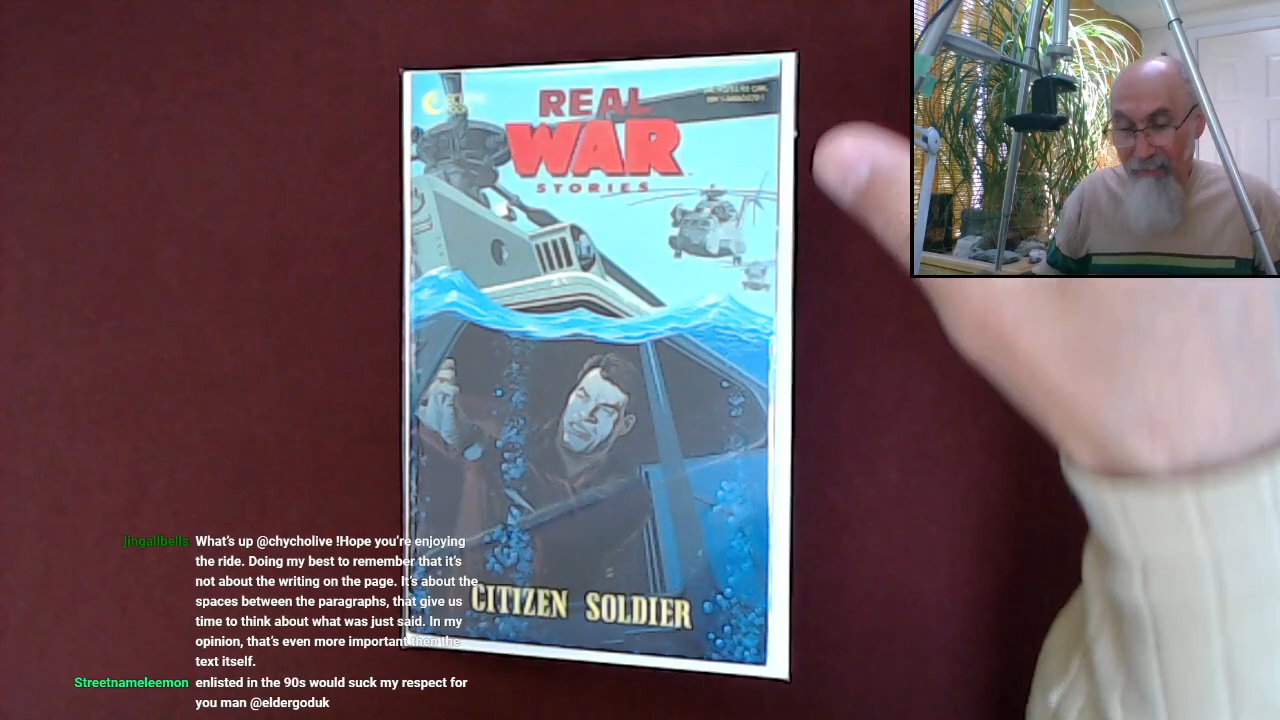 REAL
WAR
STORIES
CITIZEN SOLDIER
jingallbells What's up @chycholive !Hope you're enjoying
the ride. Doing my best to remember that it's
not about the writing on the page. It's about the
spaces between the paragraphs, that give us
time to think about what was just said. In my
opinion, that's even more important then the
text itself.
Streetnameleemon enlisted in the 90s would suck my respect for
you man @eldergoduk